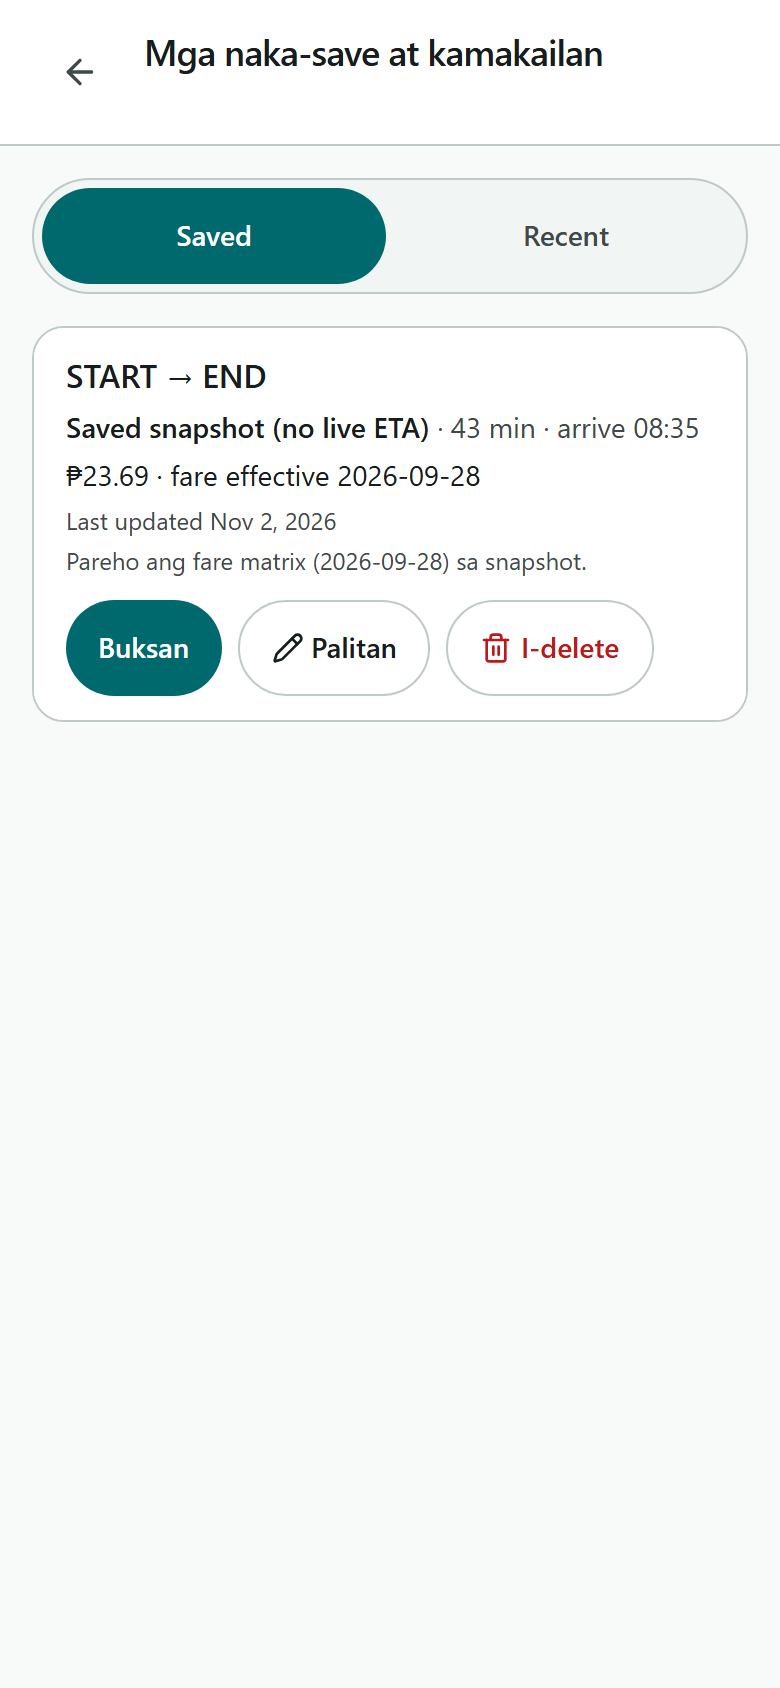 Mga naka-save at kamakailan
Saved
Recent
START → END
Saved snapshot (no live ETA) · 43 min · arrive 08:35
₱23.69 · fare effective 2026-09-28
Last updated Nov 2, 2026
Pareho ang fare matrix (2026-09-28) sa snapshot.
Buksan
Palitan
I-delete